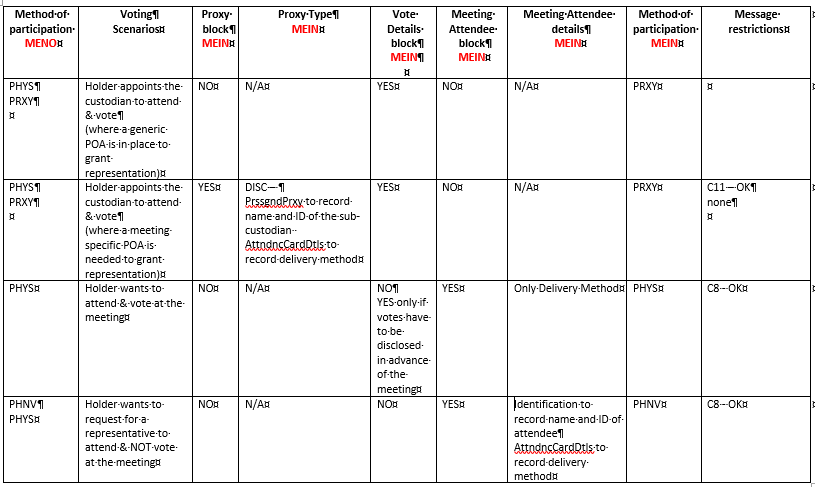 Method of participation MENO
Voting Scenarios
Proxy block MEIN
Proxy Type MEIN
Vote Details block MEIN
Meeting Attendee block MEIN
Meeting Attendee details MEIN
Method of participation MEIN
Message restrictions
PHYS
PRXY
Holder appoints the
custodian to attend
& vote
(where a generic
POA is in place to
grant
representation)
NO
N/A
YES
NO
N/A
PRXY
PHYS
PRXY
Holder appoints the
custodian to attend
& vote
(where a meeting
specific POA is
needed to grant
representation)
YES
DISC –
PrssgndPrxy to record
name and ID of the sub-
custodian
AttndncCardDtls to
record delivery method
YES
NO
N/A
PRXY
C11 – OK
none
PHYS
Holder wants to
attend & vote at the
meeting
NO
N/A
NO
YES only if
votes have
to be
disclosed
in advance
of the
meeting
YES
Only Delivery Method
PHYS
C8 – OK
PHNV
PHYS
Holder wants to
request for a
representative to
attend & NOT vote
at the meeting
NO
N/A
NO
YES
Identification to
record name and ID of
attendee
AttndncCardDtls to
record delivery
method
PHNV
C8 – OK